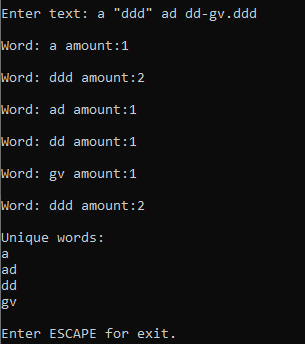 Enter text: a "ddd" ad dd-gv.ddd
Word: a amount:1
Word: ddd amount:2
Word: ad amount:1
Word: dd amount:1
Word: gv amount:1
Word: ddd amount:2
Unique words:
a
ad
dd
gv
Enter ESCAPE for exit.